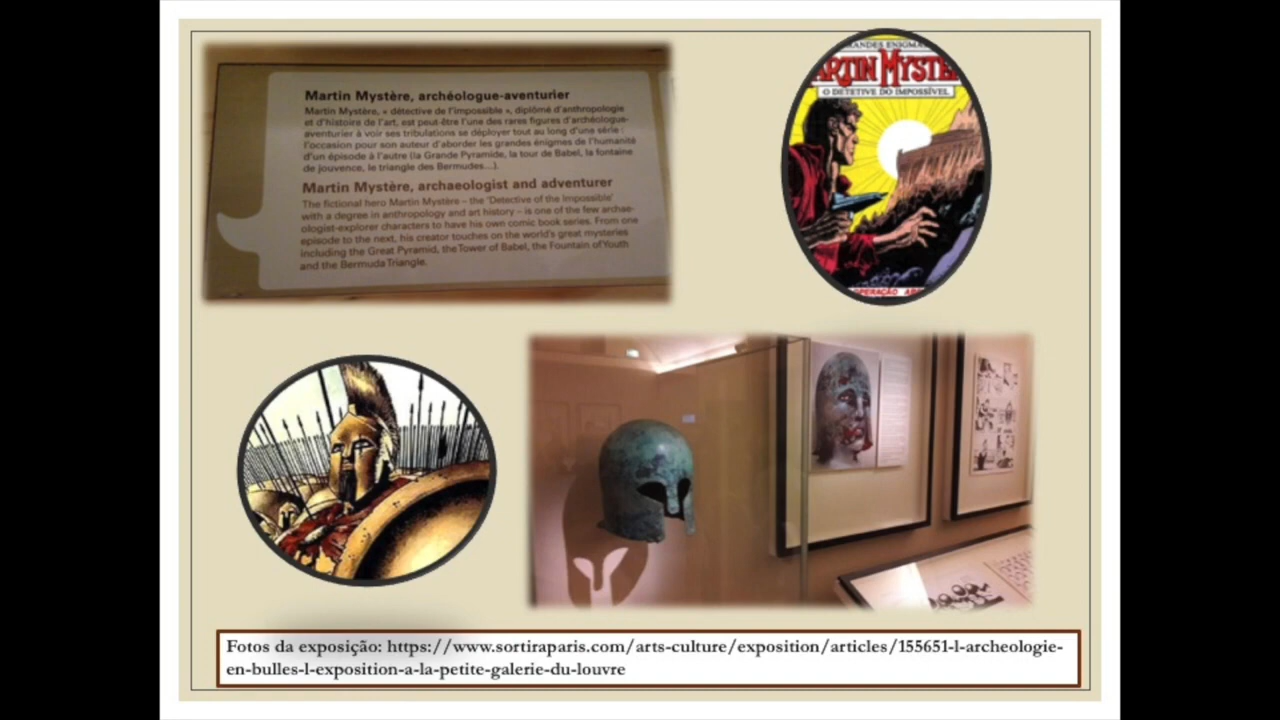 Martin Mystère, archéologue-aventurier
Martin Mystère, « détective de l'impossible », diplômé d'anthropologie
et d'histoire de l'art, est peut-être l'une des rares figures d'archéologue-
aventurier à voir ses tribulations se déployer tout au long d'une série :
l'occasion pour son auteur d'aborder les grandes énigmes de l'humanité
d'un épisode à l'autre (la Grande Pyramide, la tour de Babel, la fontaine
de jouvence, le triangle des Bermudes...).
Martin Mystère, archaeologist and adventurer
The fictional hero Martin Mystère – the 'Detective of the Impossible'
with a degree in anthropology and art history – is one of the few archae-
ologist-explorer characters to have his own comic book series. From one
episode to the next, his creator touches on the world's great mysteries
including the Great Pyramid, the Tower of Babel, the Fountain of Youth
and the Bermuda Triangle.
ANDES ENIGMA
ARTIN MYSTE
O DETETIVE DO IMPOSSÍVEL
OPERAÇÃO
Fotos da exposição: https://www.sortiraparis.com/arts-culture/exposition/articles/155651-l-archeologie-
en-bulles-l-exposition-a-la-petite-galerie-du-louvre